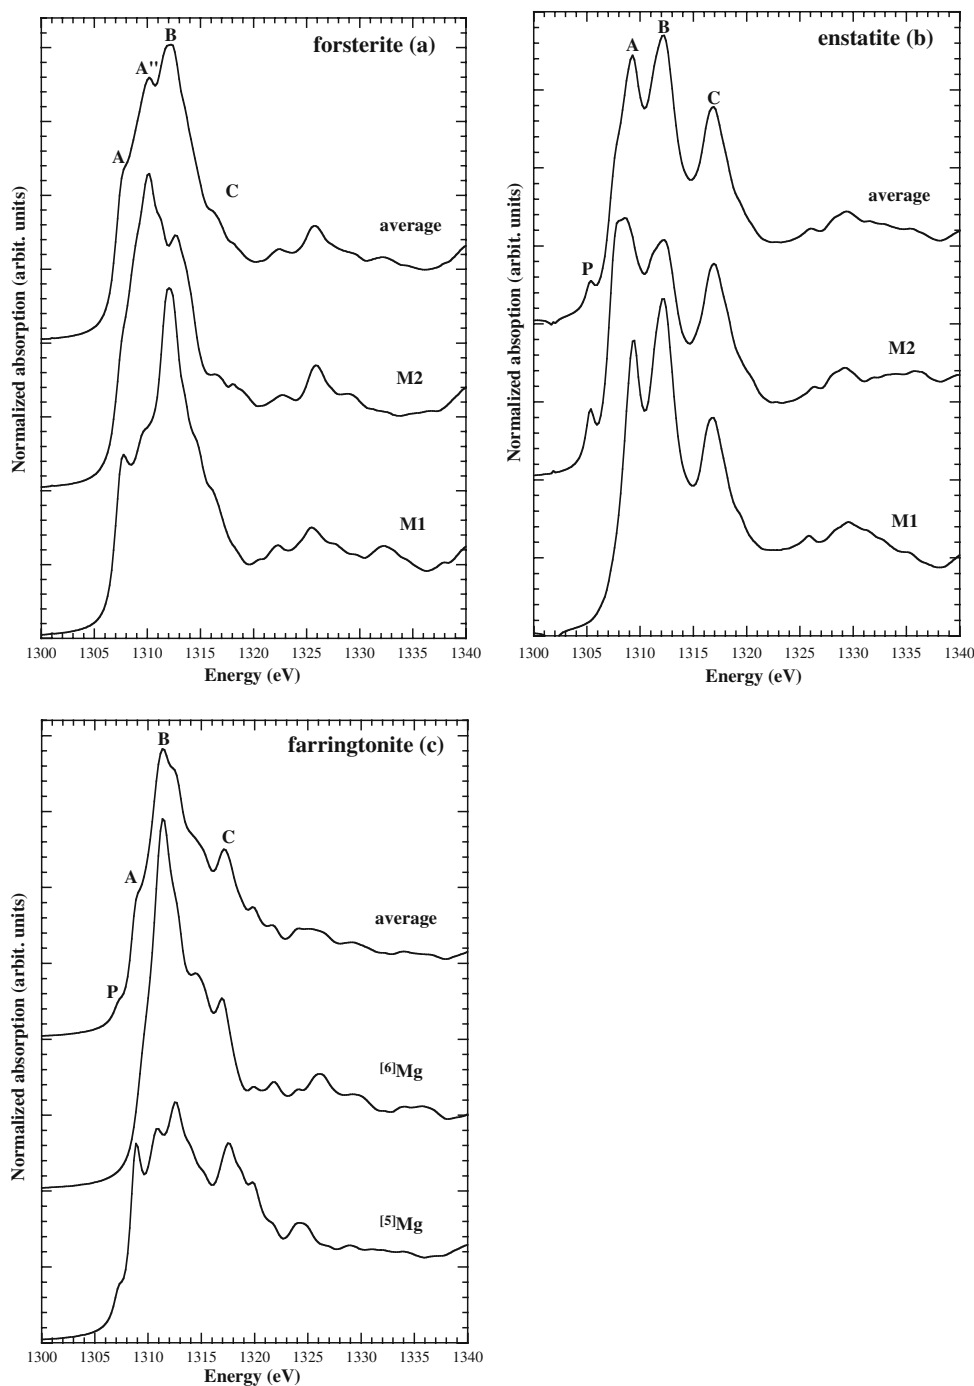 forsterite (a)
B
A"
A
C
average
M2
M1
Normalized absorption (arbit. units)
1300 1305 1310 1315 1320 1325 1330 1335 1340
Energy (eV)
enstatite (b)
B
A
C
average
P
M2
M1
Normalized absoption (arbit. units)
1300 1305 1310 1315 1320 1325 1330 1335 1340
Energy (eV)
farringtonite (c)
B
C
A
average
P
[6]Mg
[5]Mg
Normalized absorption (arbit. units)
1300 1305 1310 1315 1320 1325 1330 1335 1340
Energy (eV)